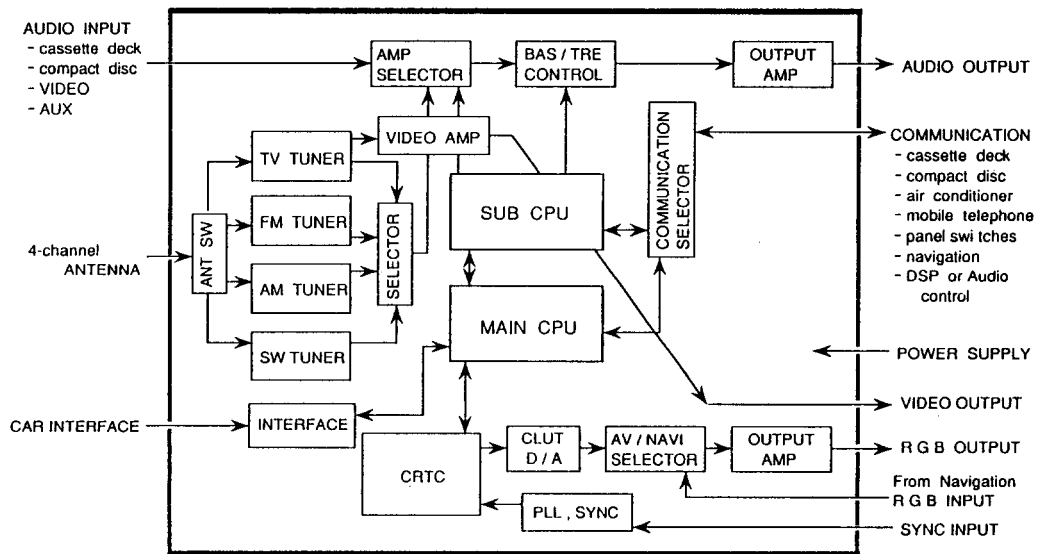 AUDIO INPUT
- cassette deck
- compact disc
- VIDEO
- AUX
4-channel
ANTENNA
CAR INTERFACE
AMP
SELECTOR
BAS / TRE
CONTROL
OUTPUT
AMP
VIDEO AMP
TV TUNER
FM TUNER
AM TUNER
SW TUNER
ANT SW
SELECTOR
SUB CPU
MAIN CPU
COMMUNICATION
SELECTOR
INTERFACE
CRTC
CLUT
D / A
AV / NAVI
SELECTOR
OUTPUT
AMP
PLL , SYNC
AUDIO OUTPUT
COMMUNICATION
- cassette deck
- compact disc
- air conditioner
- mobile telephone
- panel switches
- navigation
- DSP or Audio
control
POWER SUPPLY
VIDEO OUTPUT
R G B OUTPUT
From Navigation
R G B INPUT
SYNC INPUT